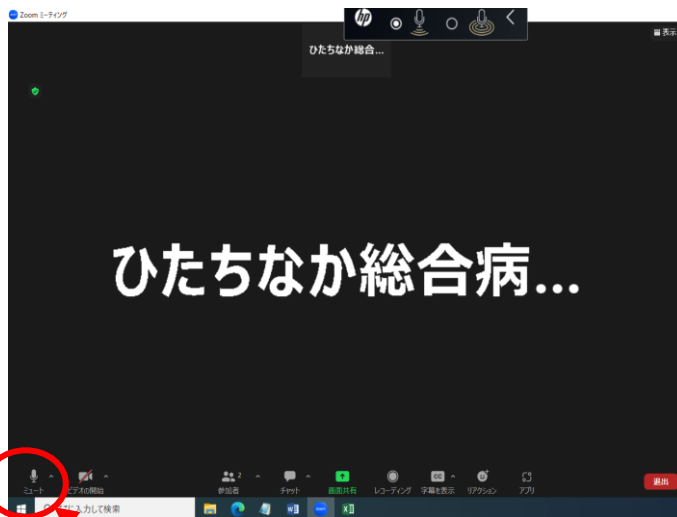 Zoom ミーティング
hp
表示
ひたちなか総合...
ひたちなか総合病...
ミュート
ビデオの開始
2
参加者
チャット
画面共有
レコーディング
CC
字幕を表示
リアクション
アプリ
退出
に入力して検索